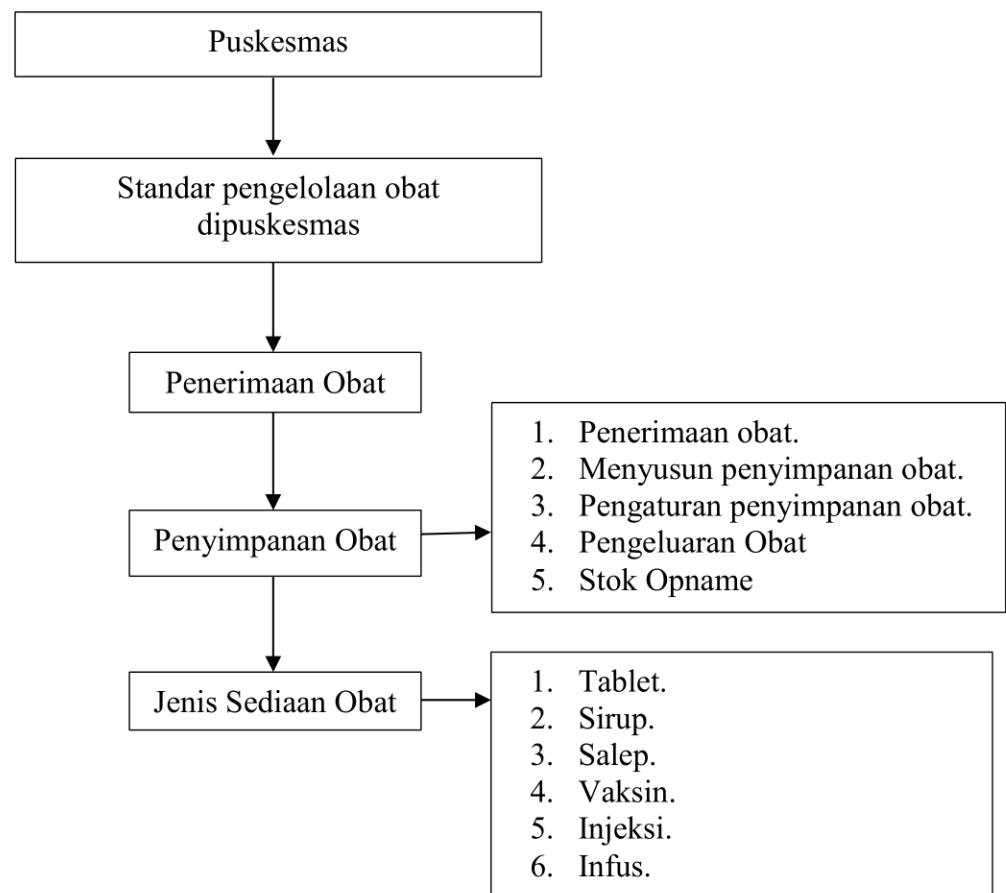 Puskesmas
Standar pengelolaan obat
dipuskesmas
Penerimaan Obat
Penyimpanan Obat
1. Penerimaan obat.
2. Menyusun penyimpanan obat.
3. Pengaturan penyimpanan obat.
4. Pengeluaran Obat
5. Stok Opname
Jenis Sediaan Obat
1. Tablet.
2. Sirup.
3. Salep.
4. Vaksin.
5. Injeksi.
6. Infus.